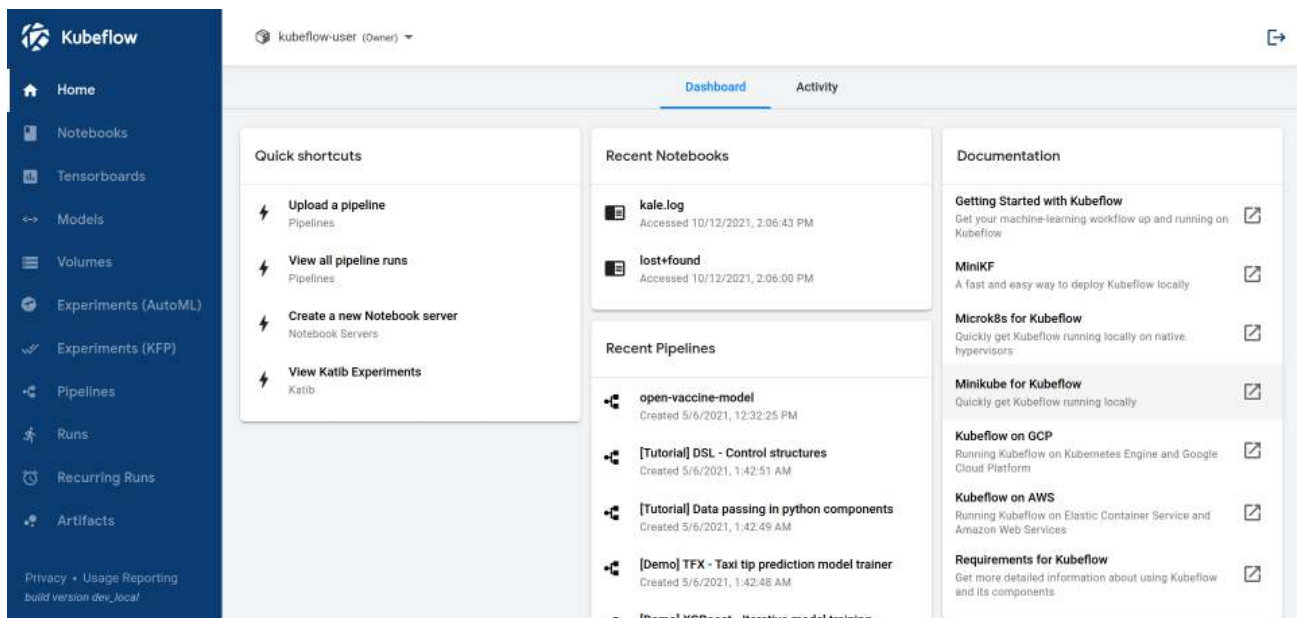 Kubeflow
Home
Notebooks
Tensorboards
Models
Volumes
Experiments (AutoML)
Experiments (KFP)
Pipelines
Runs
Recurring Runs
Artifacts
Privacy • Usage Reporting
build version dev_local
kubeflow-user (Owner)
Dashboard Activity
Quick shortcuts
Upload a pipeline
Pipelines
View all pipeline runs
Pipelines
Create a new Notebook server
Notebook Servers
View Katib Experiments
Katib
Recent Notebooks
kale.log
Accessed 10/12/2021, 2:06:43 PM
lost+found
Accessed 10/12/2021, 2:06:00 PM
Recent Pipelines
open-vaccine-model
Created 5/6/2021, 12:32:25 PM
[Tutorial] DSL - Control structures
Created 5/6/2021, 1:42:51 AM
[Tutorial] Data passing in python components
Created 5/6/2021, 1:42:49 AM
[Demo] TFX - Taxi tip prediction model trainer
Created 5/6/2021, 1:42:48 AM
[Demo] XGBoost - Iterative model training
Documentation
Getting Started with Kubeflow
Get your machine-learning workflow up and running on
Kubeflow
MiniKF
A fast and easy way to deploy Kubeflow locally
Microk8s for Kubeflow
Quickly get Kubeflow running locally on native
hypervisors
Minikube for Kubeflow
Quickly get Kubeflow running locally
Kubeflow on GCP
Running Kubeflow on Kubernetes Engine and Google
Cloud Platform
Kubeflow on AWS
Running Kubeflow on Elastic Container Service and
Amazon Web Services
Requirements for Kubeflow
Get more detailed information about using Kubeflow
and its components